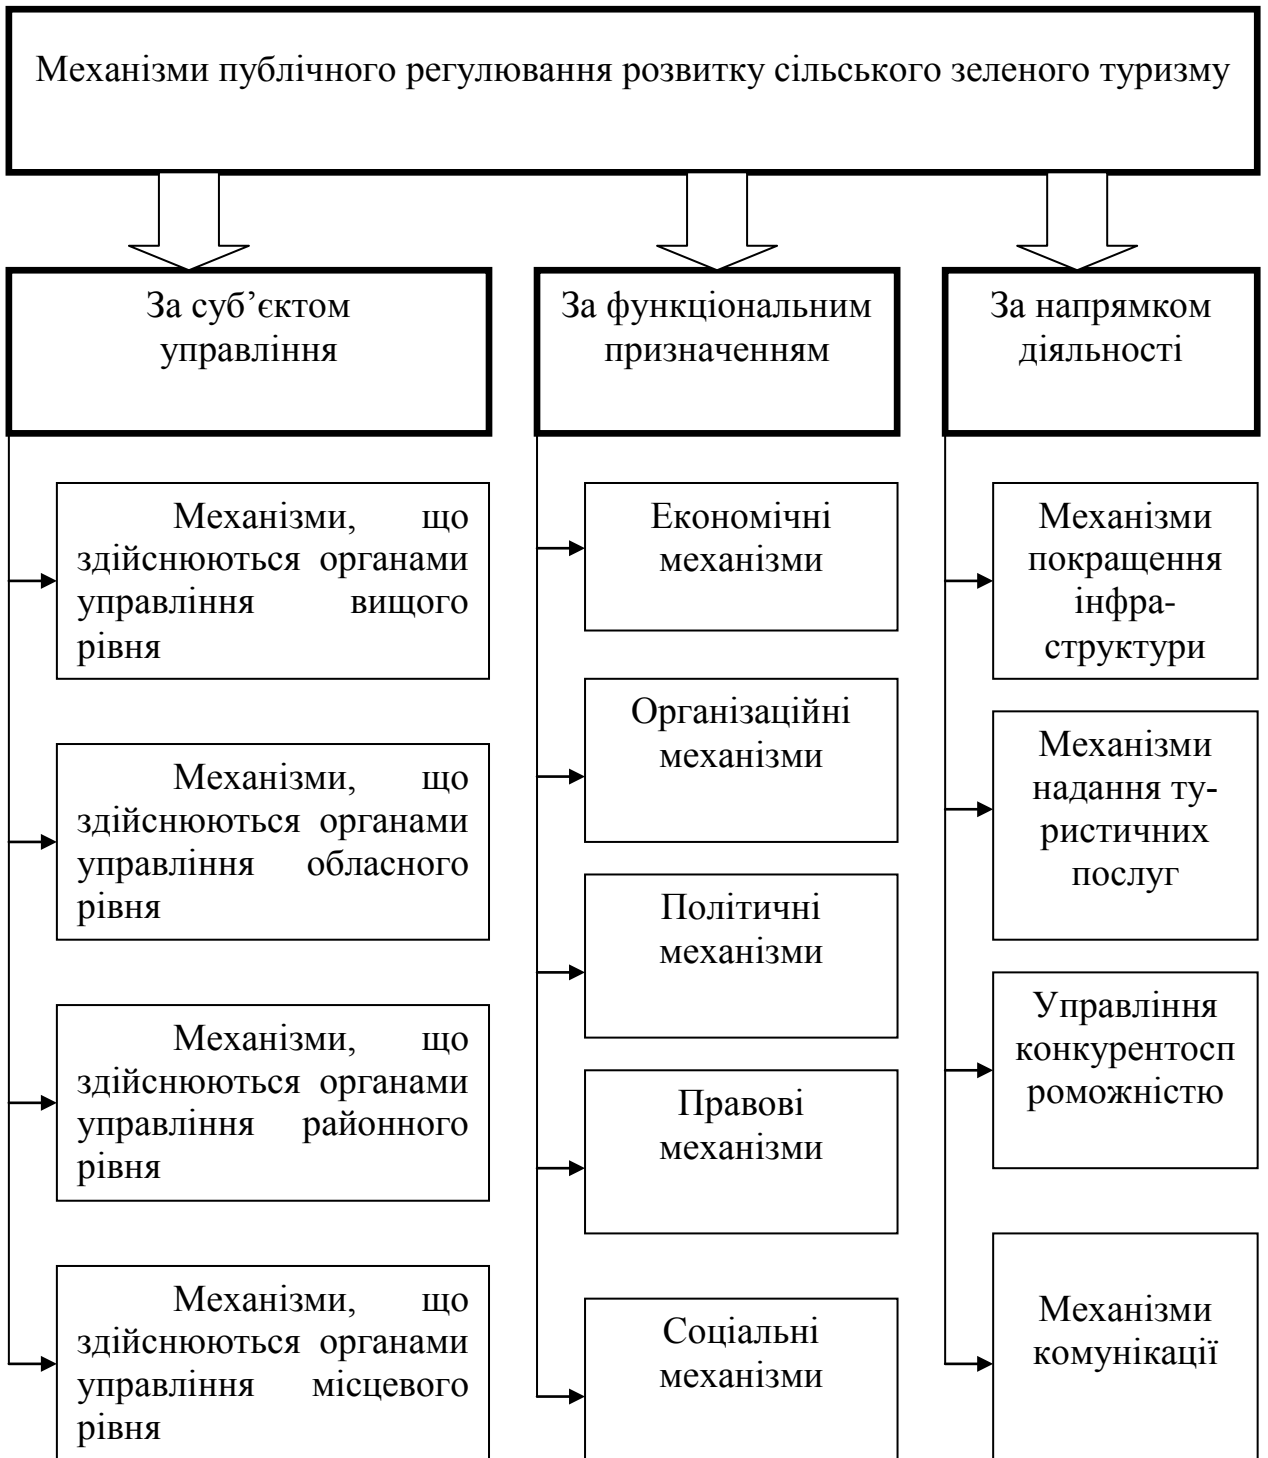 Механізми публічного регулювання розвитку сільського зеленого туризму
За суб’єктом
управління
Механізми, що
здійснюються органами
управління вищого
рівня
Механізми, що
здійснюються органами
управління обласного
рівня
Механізми, що
здійснюються органами
управління районного
рівня
Механізми, що
здійснюються органами
управління місцевого
рівня
За функціональним
призначенням
Економічні
механізми
Організаційні
механізми
Політичні
механізми
Правові
механізми
Соціальні
механізми
За напрямком
діяльності
Механізми
покращення
інфра-
структури
Механізми
надання ту-
ристичних
послуг
Управління
конкурентосп
роможністю
Механізми
комунікації